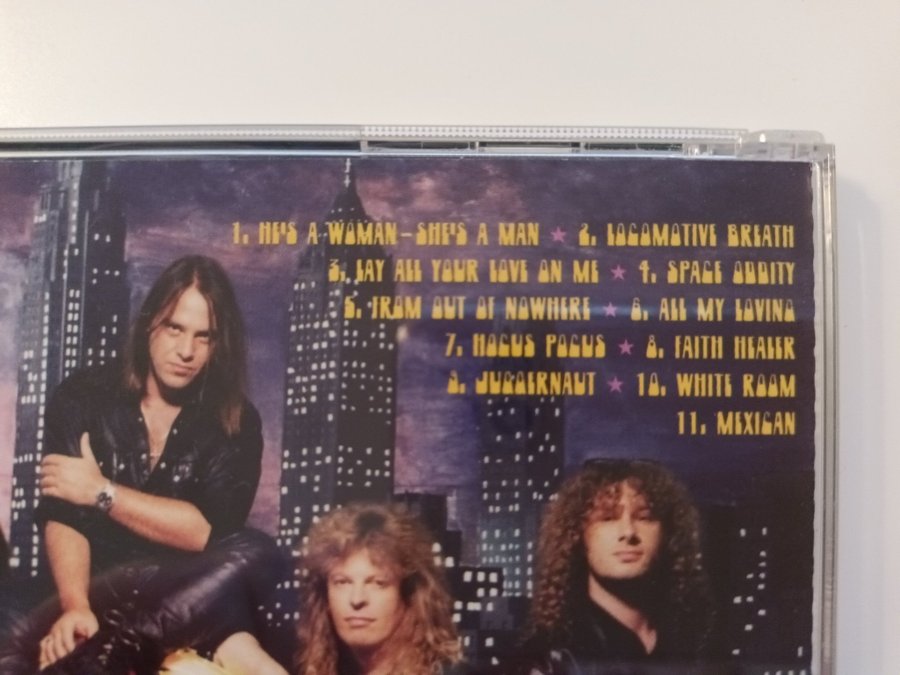 1. HE'S A WOMAN – SHE'S A MAN ★ 2. LOCOMOTIVE BREATH
3. LAY ALL YOUR LOVE ON ME ★ 4. SPACE ODDITY
5. FROM OUT OF NOWHERE ★ 6. ALL MY LOVING
7. HOCUS POCUS ★ 8. FAITH HEALER
9. JUGGERNAUT ★ 10. WHITE ROOM
11. MEXICAN